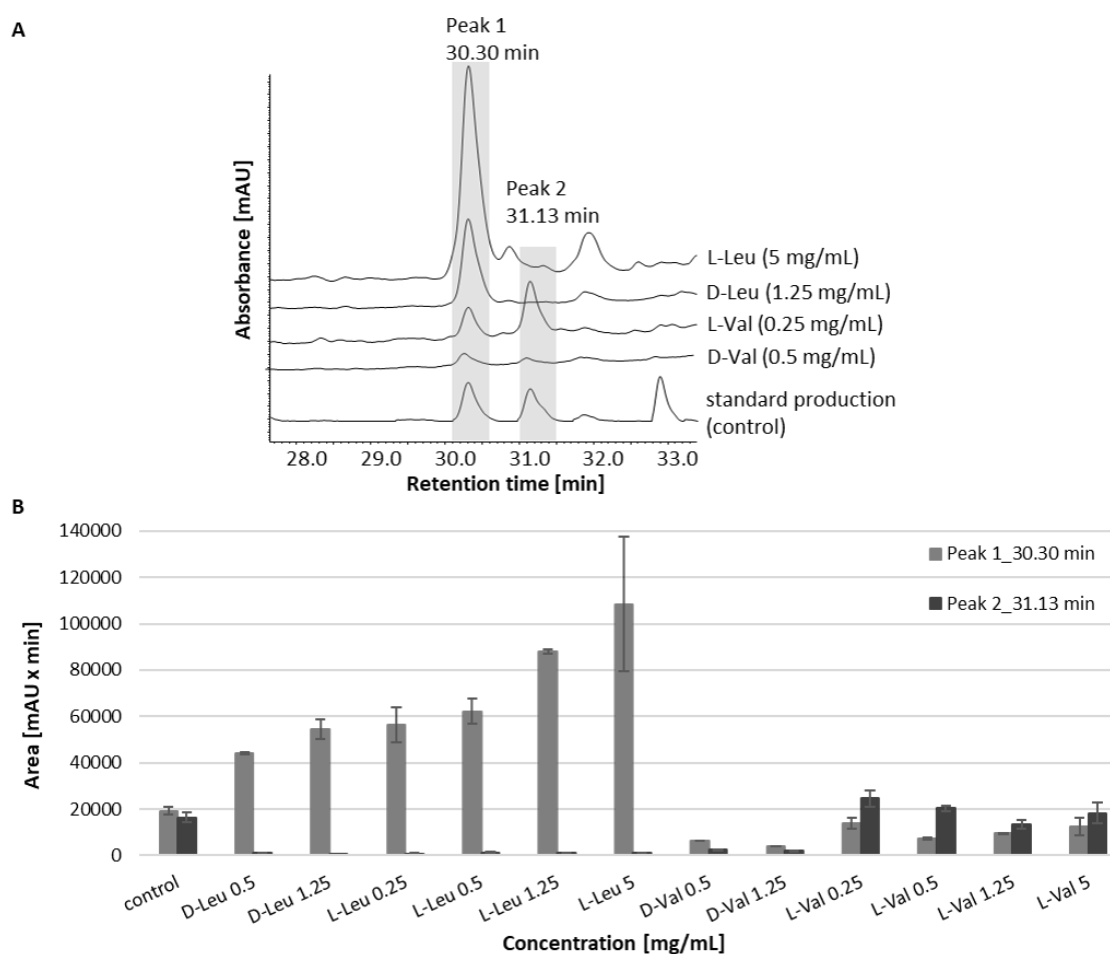 A
Peak 1
30.30 min
Peak 2
31.13 min
Absorbance [mAU]
L-Leu (5 mg/mL)
D-Leu (1.25 mg/mL)
L-Val (0.25 mg/mL)
D-Val (0.5 mg/mL)
standard production
(control)
28.0 29.0 30.0 31.0 32.0 33.0
Retention time [min]
B
140000
120000
100000
80000
60000
40000
20000
0
Area [mAU x min]
Peak 1_30.30 min
Peak 2_31.13 min
control
D-Leu 0.5
D-Leu 1.25
L-Leu 0.25
L-Leu 0.5
L-Leu 1.25
L-Leu 5
D-Val 0.5
D-Val 1.25
L-Val 0.25
L-Val 0.5
L-Val 1.25
L-Val 5
Concentration [mg/mL]